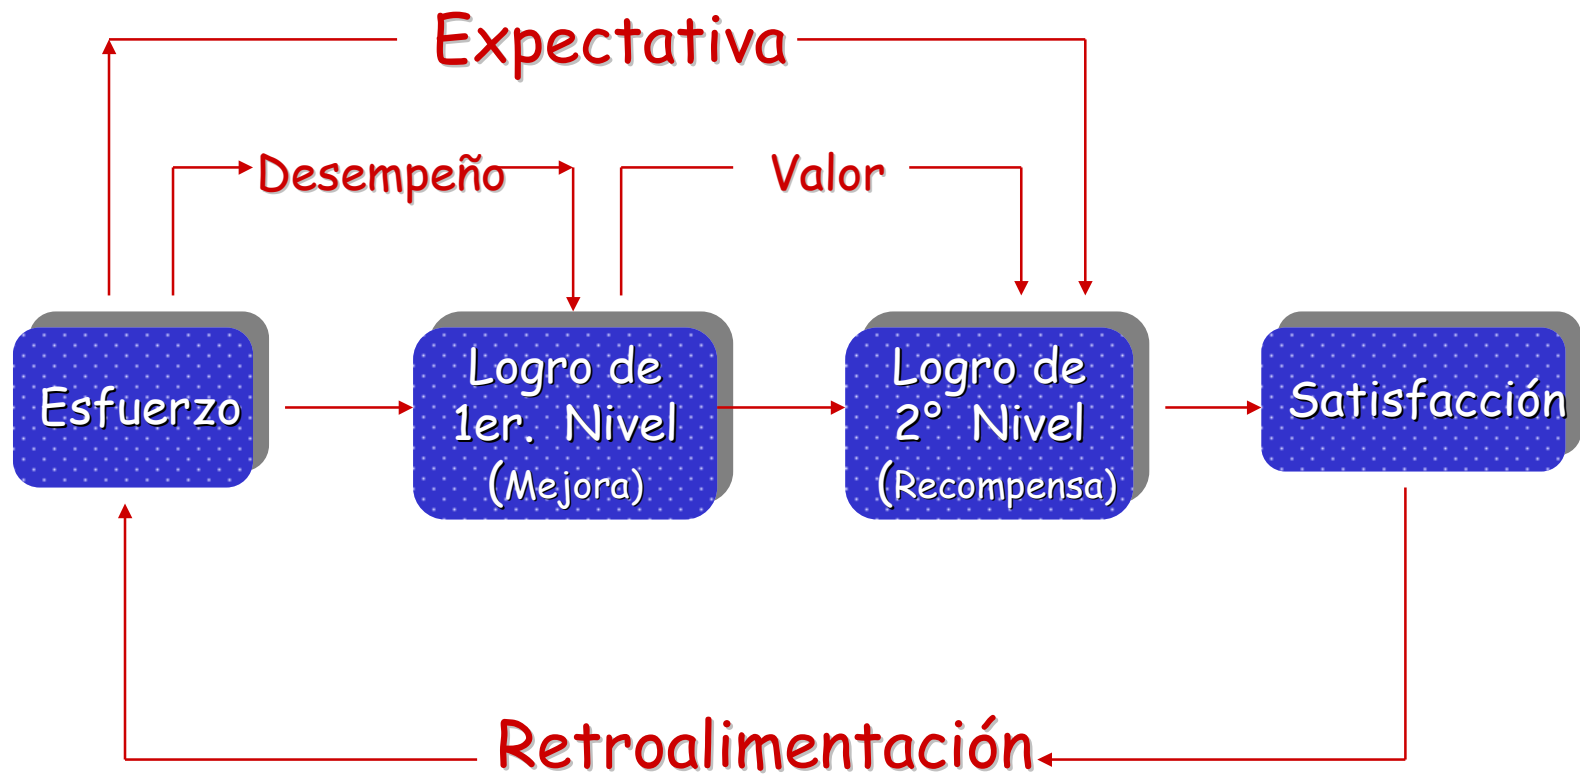 Expectativa
Desempeño
Valor
Esfuerzo
Logro de
1er. Nivel
(Mejora)
Logro de
2° Nivel
(Recompensa)
Satisfacción
Retroalimentación